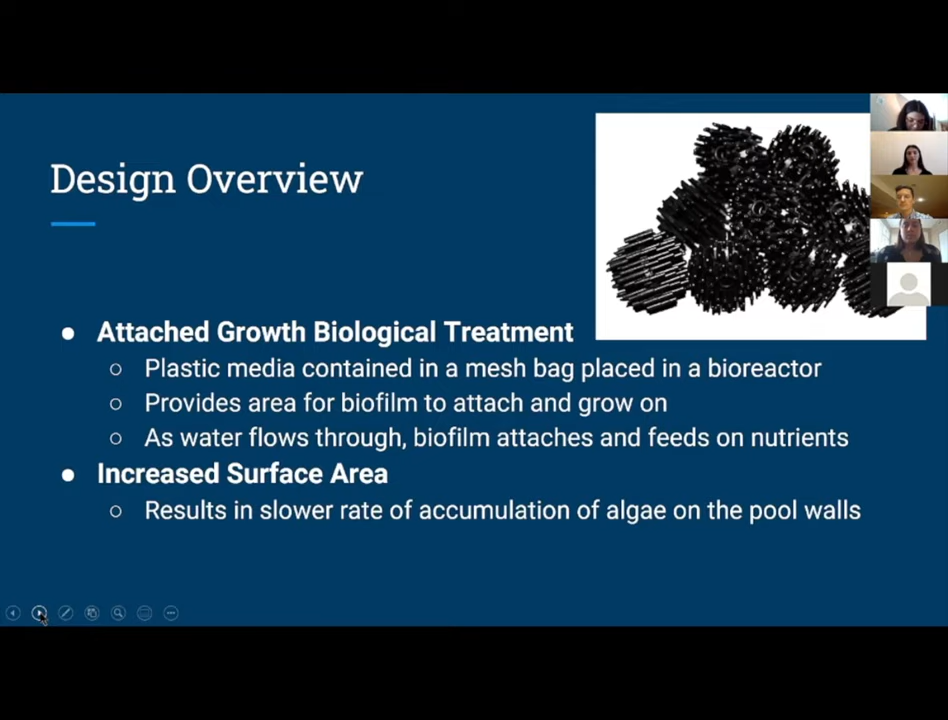 Design Overview
● Attached Growth Biological Treatment
○ Plastic media contained in a mesh bag placed in a bioreactor
○ Provides area for biofilm to attach and grow on
○ As water flows through, biofilm attaches and feeds on nutrients
● Increased Surface Area
○ Results in slower rate of accumulation of algae on the pool walls